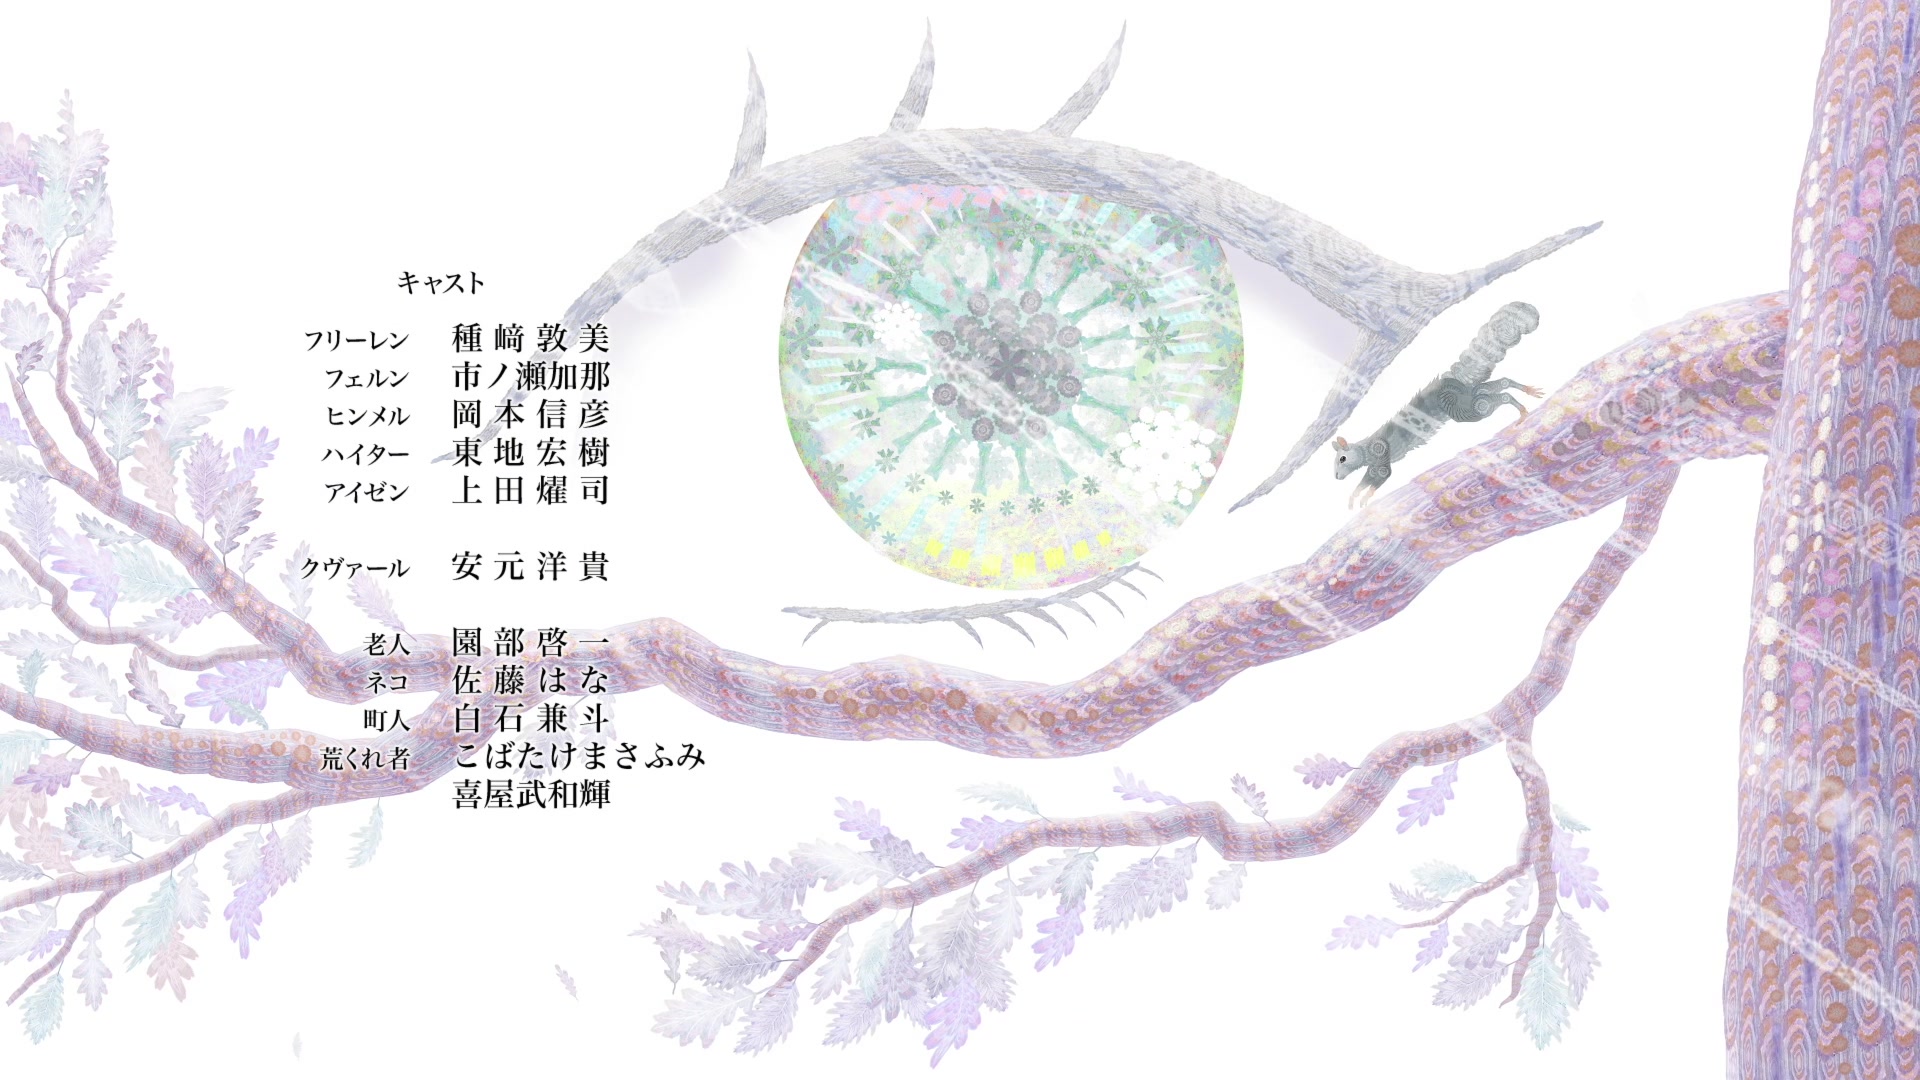 キャスト
フリーレン 種﨑敦美
フェルン 市ノ瀬加那
ヒンメル 岡本信彦
ハイター 東地宏樹
アイゼン 上田燿司
クヴァール 安元洋貴
老人 園部啓一
ネコ 佐藤はな
町人 白石兼斗
荒くれ者 こばたけまさふみ
喜屋武和輝